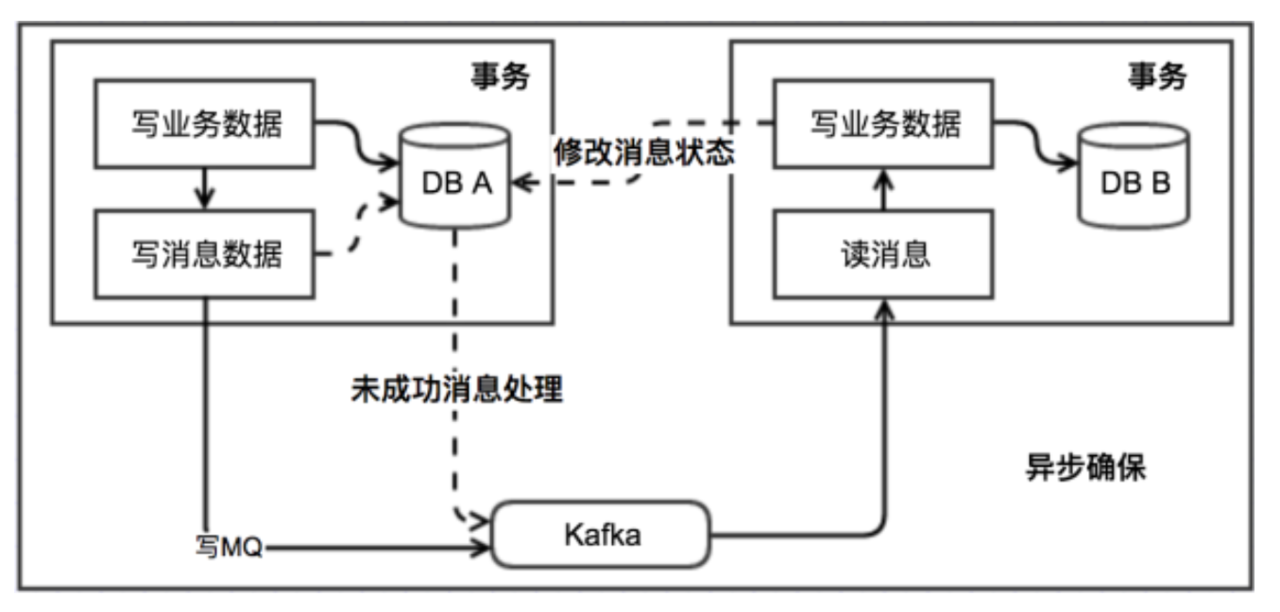 事务
写业务数据
DB A
写消息数据
修改消息状态
事务
写业务数据
DB B
读消息
未成功消息处理
异步确保
写MQ
Kafka